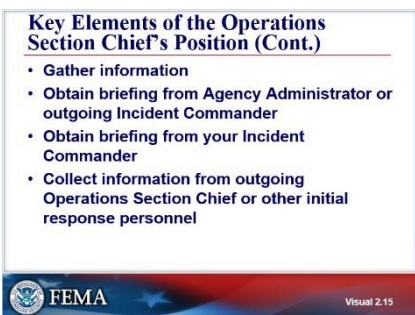 Key Elements of the Operations
Section Chief's Position (Cont.)
• Gather information
• Obtain briefing from Agency Administrator or
outgoing Incident Commander
• Obtain briefing from your Incident
Commander
• Collect information from outgoing
Operations Section Chief or other initial
response personnel
FEMA
Visual 2.15